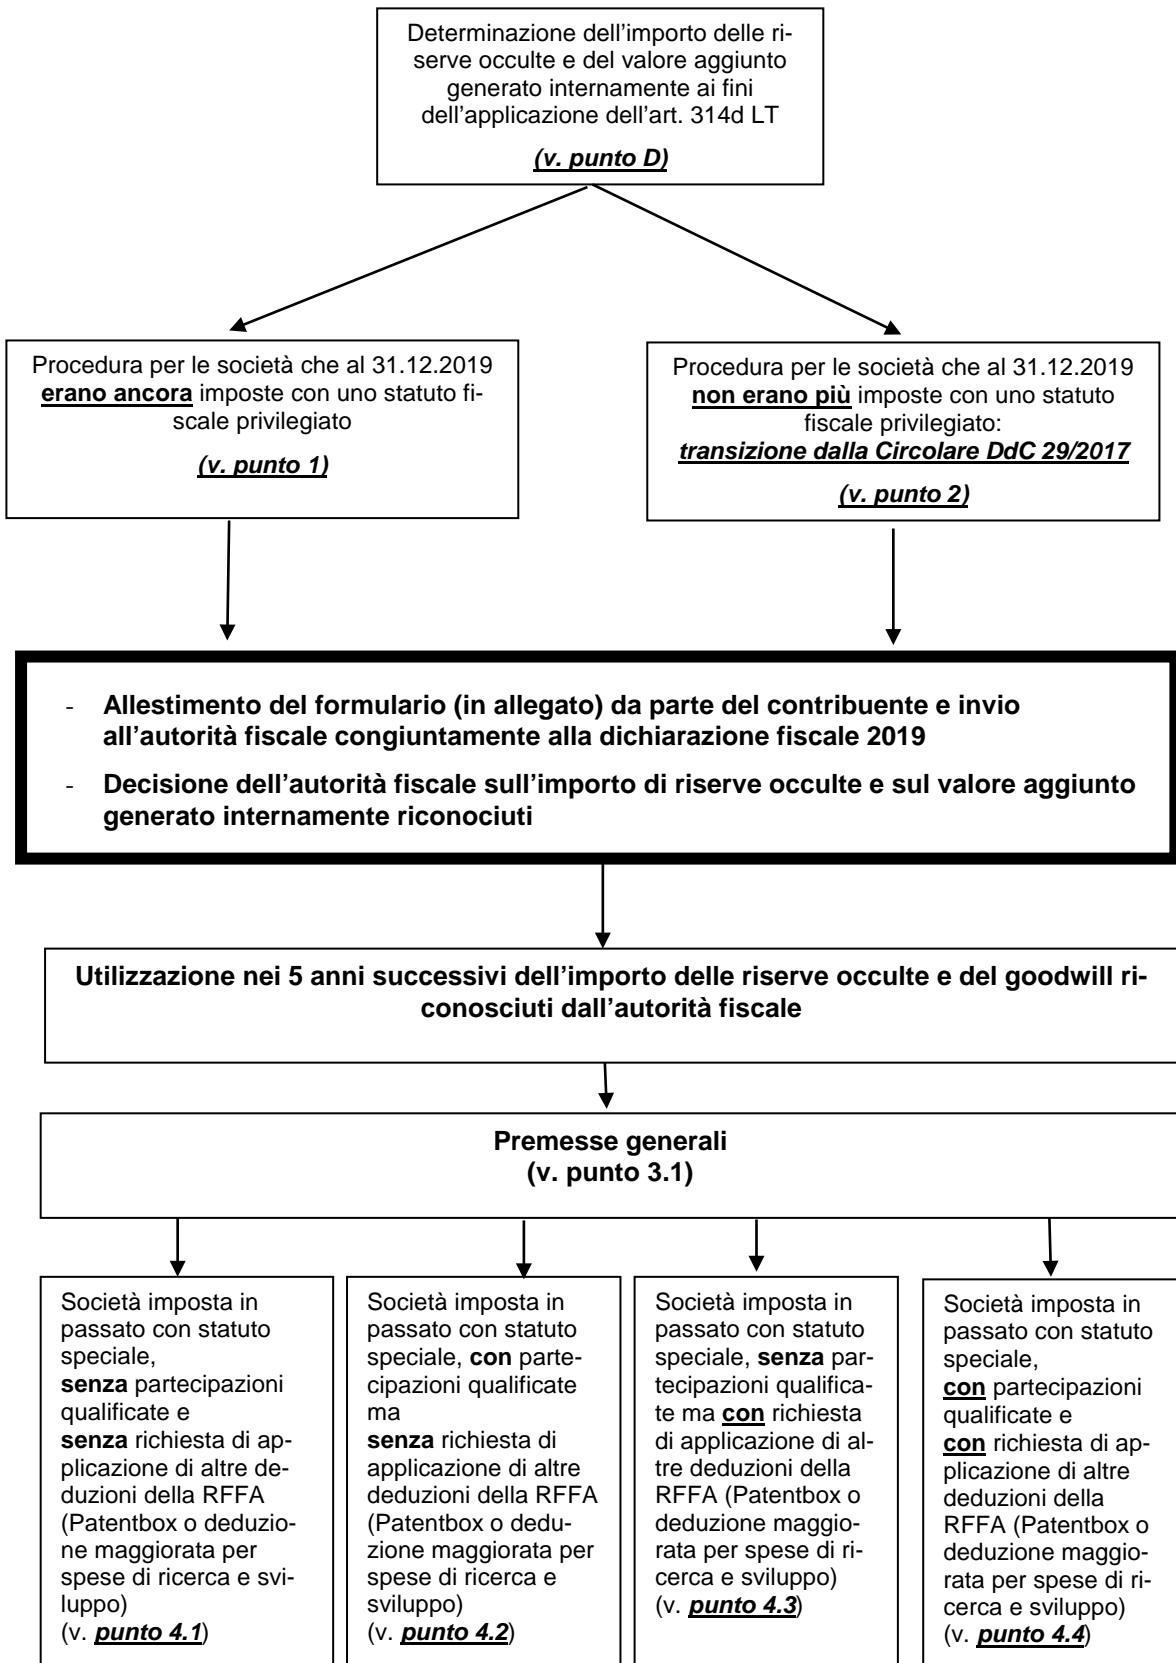 Determinazione dell'importo delle ri-
serve occulte e del valore aggiunto
generato internamente ai fini
dell'applicazione dell'art. 314d LT
(v. punto D)
Procedura per le società che al 31.12.2019
erano ancora imposte con uno statuto fi-
scale privilegiato
(v. punto 1)
Procedura per le società che al 31.12.2019
non erano più imposte con uno statuto
fiscale privilegiato:
transizione dalla Circolare DdC 29/2017
(v. punto 2)
- Allestimento del formulario (in allegato) da parte del contribuente e invio
all'autorità fiscale congiuntamente alla dichiarazione fiscale 2019
- Decisione dell'autorità fiscale sull'importo di riserve occulte e sul valore aggiunto
generato internamente riconociuti
Utilizzazione nei 5 anni successivi dell'importo delle riserve occulte e del goodwill ri-
conosciuti dall'autorità fiscale
Premesse generali
(v. punto 3.1)
Società imposta in
passato con statuto
speciale,
senza partecipazioni
qualificate e
senza richiesta di ap-
plicazione di altre de-
duzioni della RFFA
(Patentbox o deduzio-
ne maggiorata per
spese di ricerca e svi-
luppo)
(v. punto 4.1)
Società imposta in
passato con statuto
speciale, con parte-
cipazioni qualificate
ma
senza richiesta di
applicazione di altre
deduzioni della RFFA
(Patentbox o dedu-
zione maggiorata per
spese di ricerca e
sviluppo)
(v. punto 4.2)
Società imposta in
passato con statuto
speciale, senza par-
tecipazioni qualifica-
te ma con richiesta
di applicazione di al-
tre deduzioni della
RFFA (Patentbox o
deduzione maggio-
rata per spese di ri-
cerca e sviluppo)
(v. punto 4.3)
Società imposta in
passato con statuto
speciale,
con partecipazioni
qualificate e
con richiesta di ap-
plicazione di altre
deduzioni della
RFFA (Patentbox o
deduzione maggio-
rata per spese di ri-
cerca e sviluppo)
(v. punto 4.4)